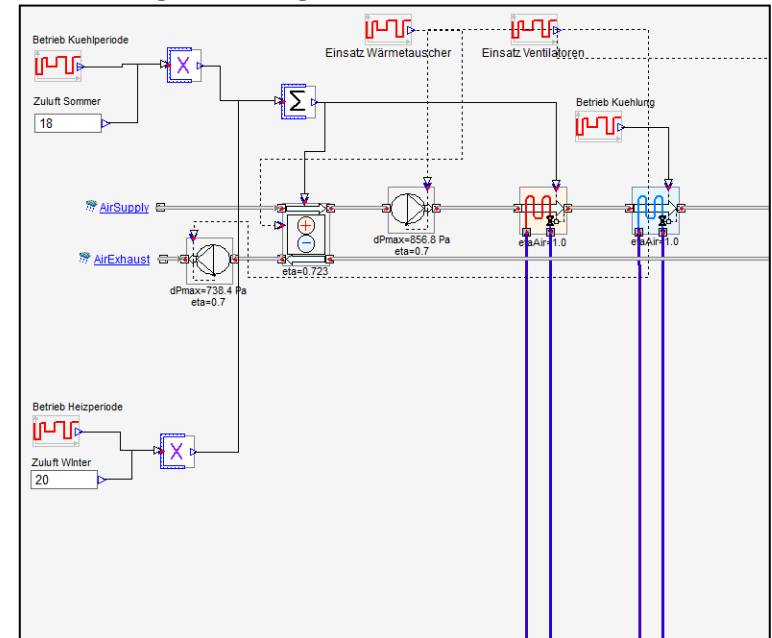 Betrieb Kuehlperiode
Einsatz Wärmetauscher
Einsatz Ventilatoren
X
Zuluft Sommer
18
Σ
Betrieb Kuehlung
AirSupply
dPmax=856.8 Pa
eta=0.7
etaAir=1.0
etaAir=1.0
AirExhaust
eta=0.723
dPmax=738.4 Pa
eta=0.7
Betrieb Heizperiode
X
Zuluft WInter
20